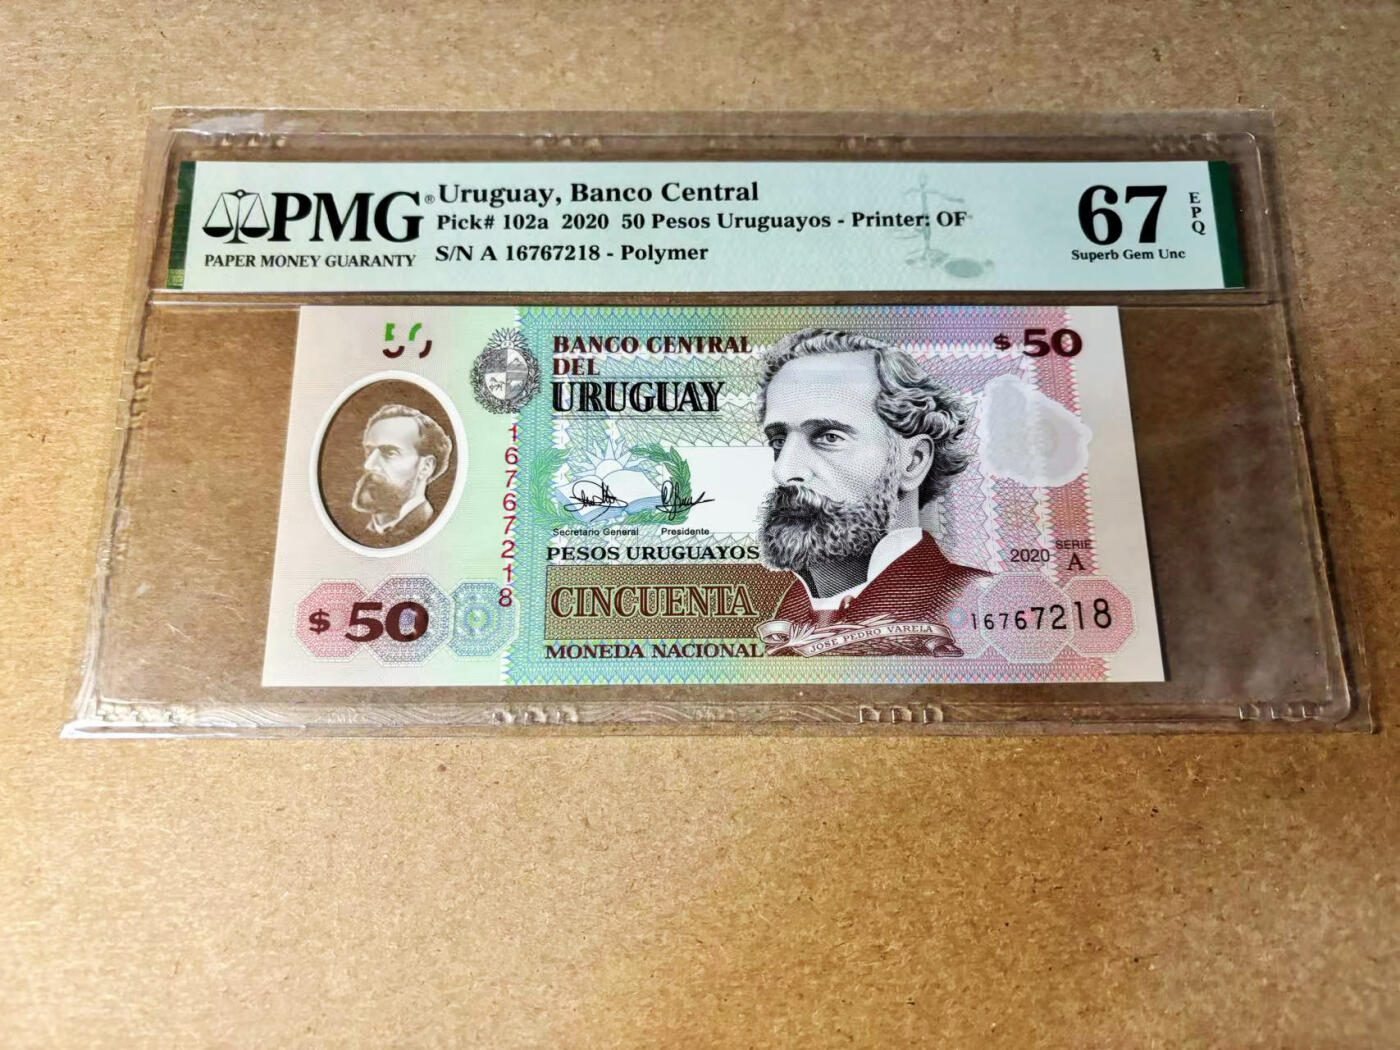 PMG® Uruguay, Banco Central
Pick# 102a 2020 50 Pesos Uruguayos - Printer: OF
PAPER MONEY GUARANTY S/N A 16767218 - Polymer
67
EPQ
Superb Gem Unc
50
BANCO CENTRAL
DEL
URUGUAY
$ 50
16767218
Secretario General Presidente
PESOS URUGUAYOS
CINCUENTA
MONEDA NACIONAL
$ 50
2020 SERIE A
16767218
JOSÉ PEDRO VARELA